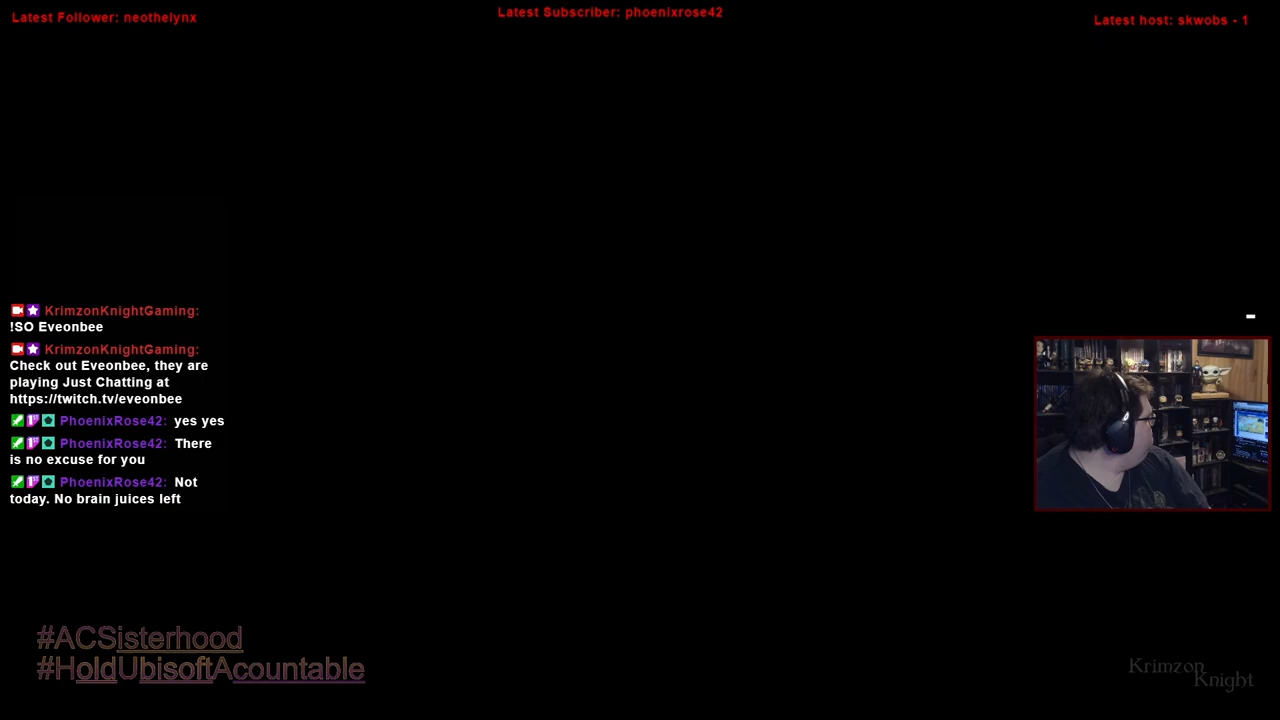 Latest Follower: neothelynx
Latest Subscriber: phoenixrose42
Latest host: skwobs - 1
KrimzonKnightGaming:
!SO Eveonbee
KrimzonKnightGaming:
Check out Eveonbee, they are
playing Just Chatting at
https://twitch.tv/eveonbee
PhoenixRose42: yes yes
PhoenixRose42: There
is no excuse for you
PhoenixRose42: Not
today. No brain juices left
-
#ACSisterhood
#HoldUbisoftAcountable
Krimzon
Knight